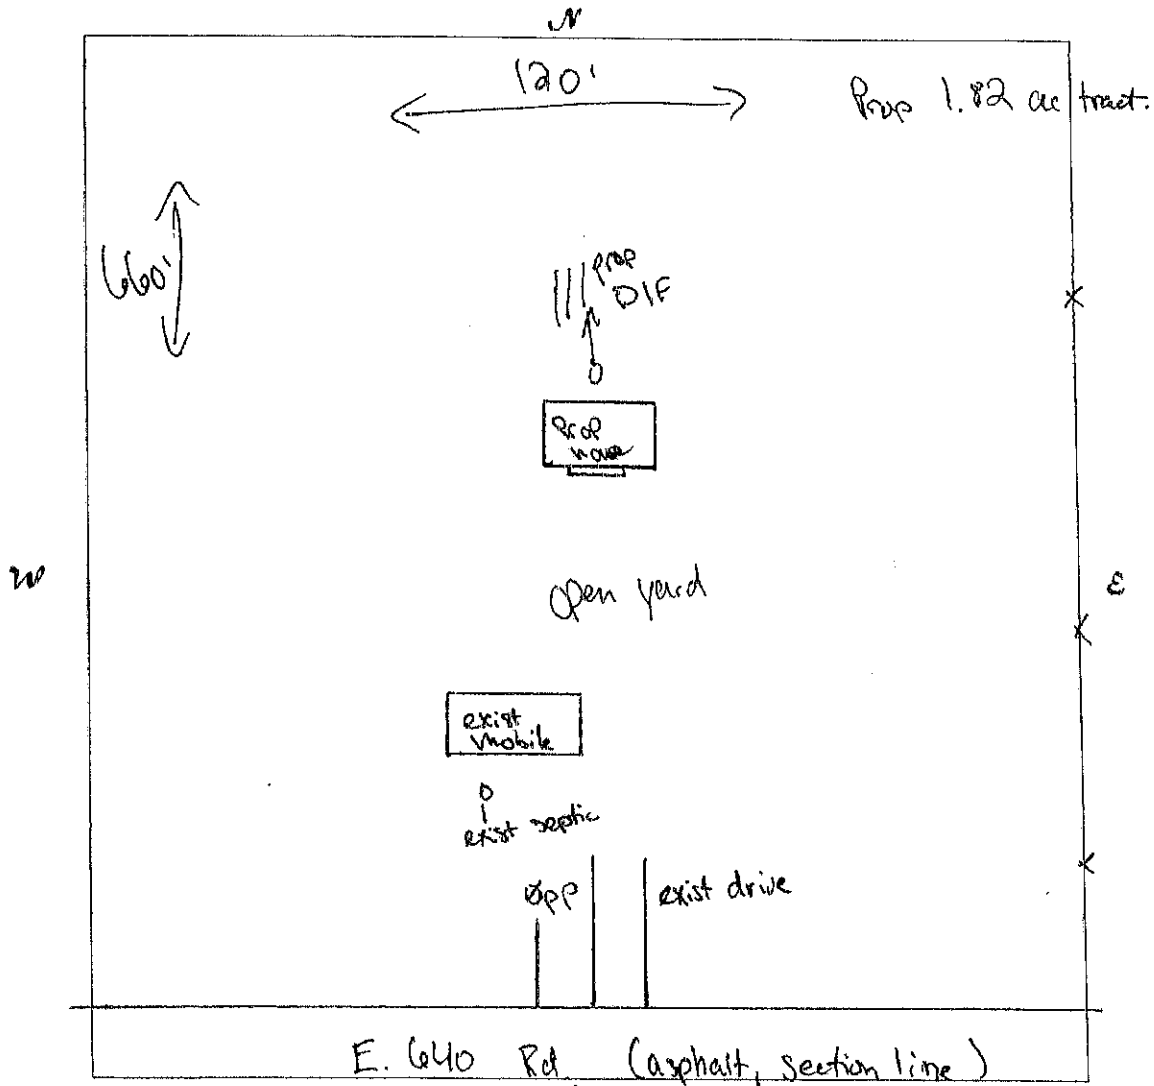 N
120'
Prop 1.82 ac tract.
660'
prop
D/F
Prop
house
W
open yard
E
exist
mobile
exist septic
pp
exist drive
E. 640 Rd (asphalt, section line)